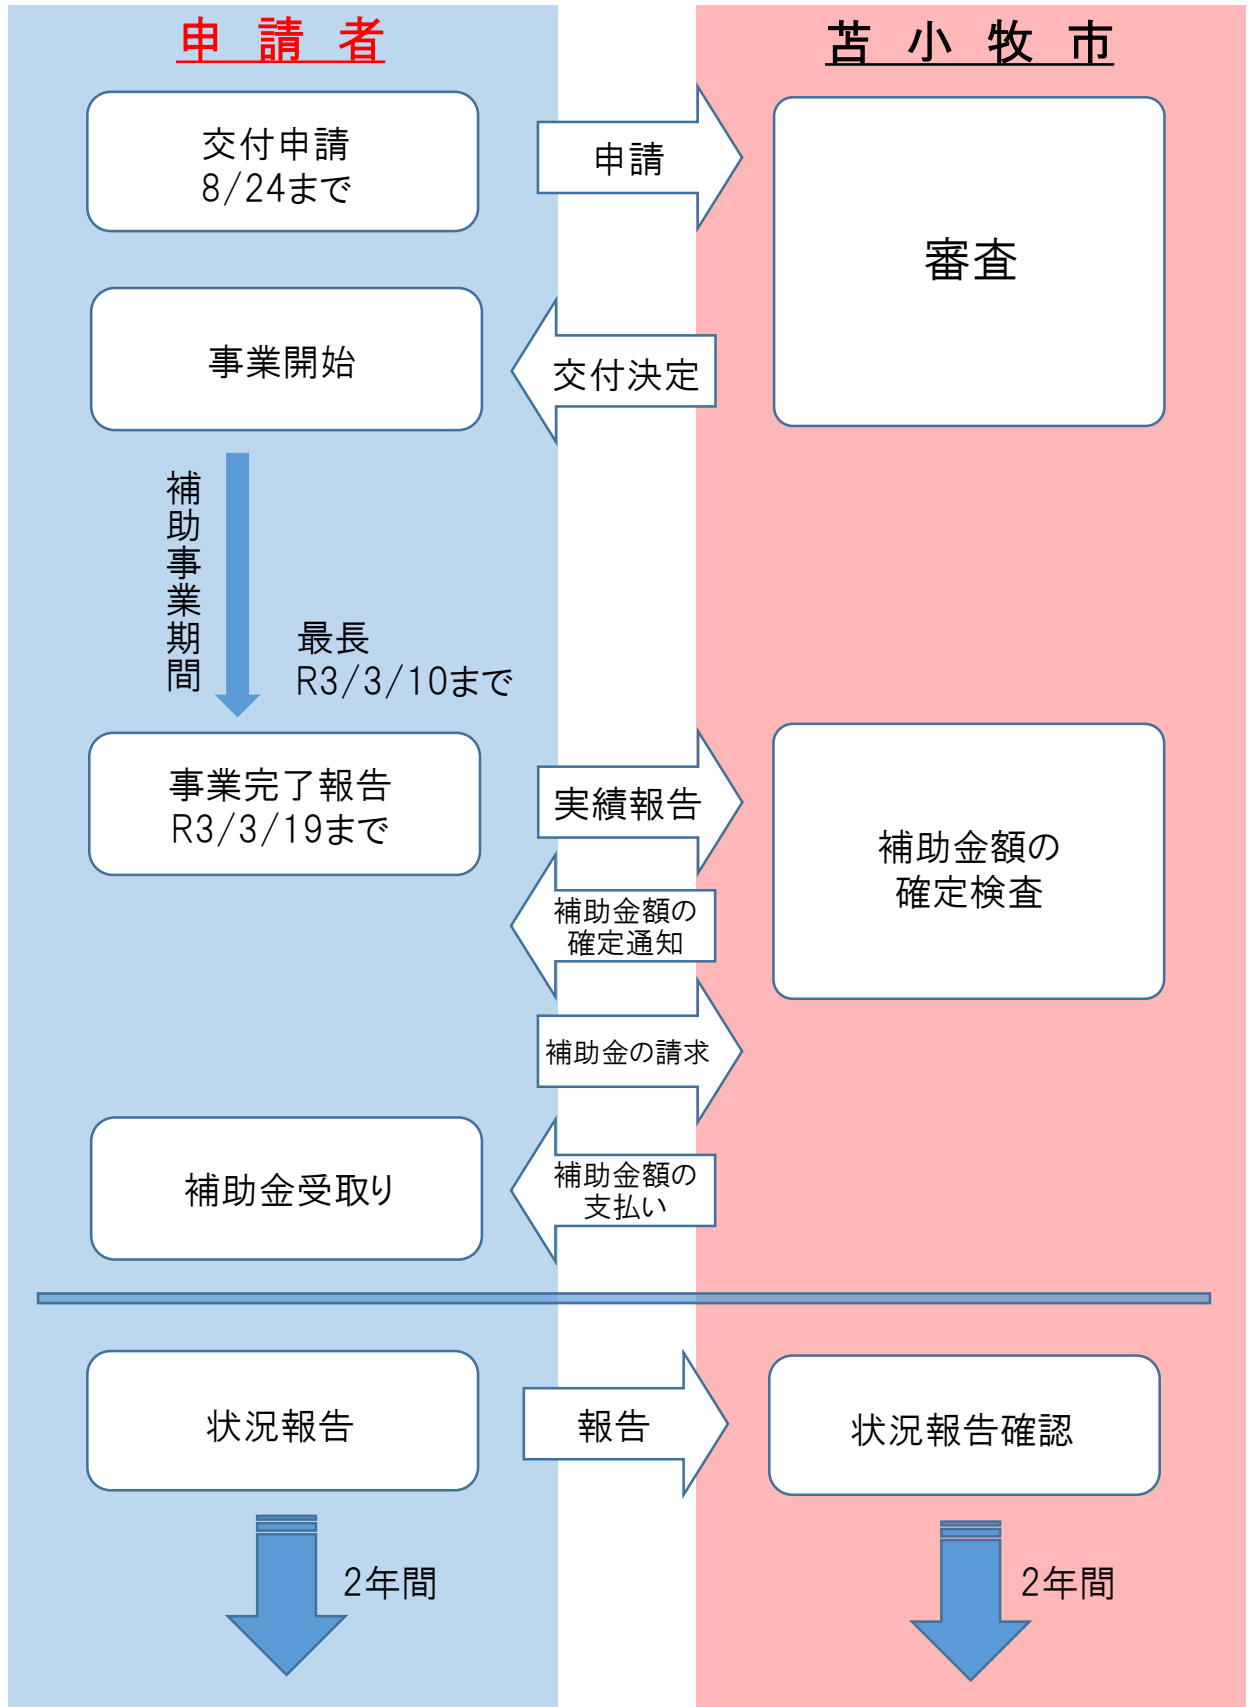 申　請　者
苫　小　牧　市
交付申請
8/24まで
申請
審査
事業開始
交付決定
補助事業期間
最長
R3/3/10まで
事業完了報告
R3/3/19まで
実績報告
補助金額の
確定検査
補助金額の
確定通知
補助金の請求
補助金受取り
補助金額の
支払い
状況報告
報告
状況報告確認
2年間
2年間